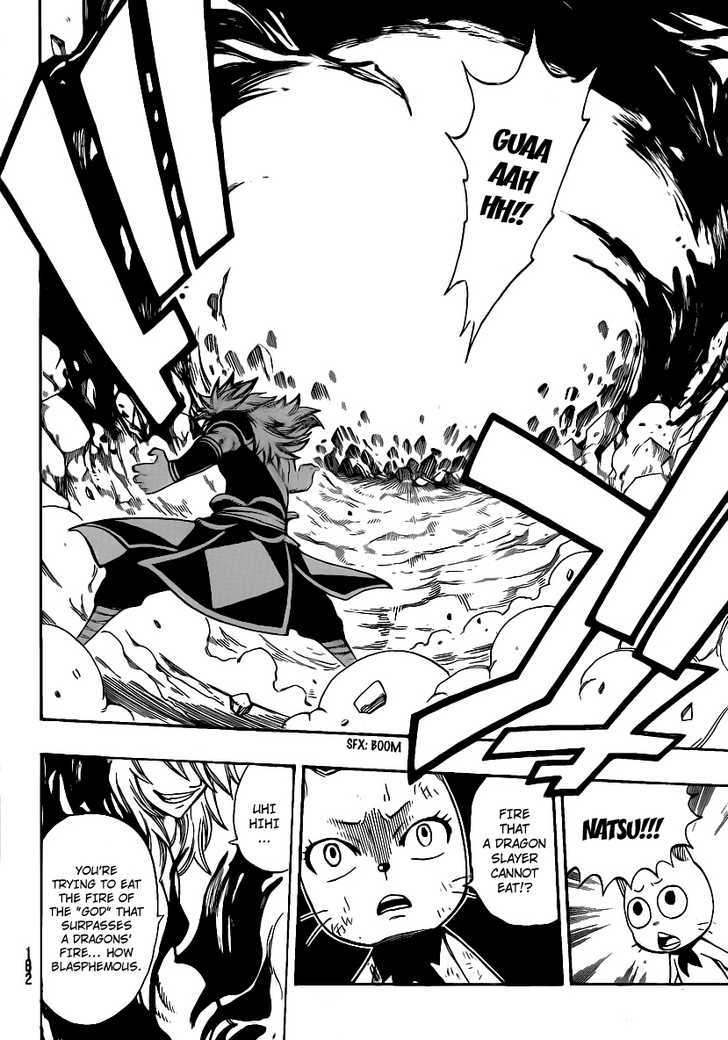 GUAA
AAH
HH!!
SFX: BOOM
NATSU!!!
FIRE
THAT
A DRAGON
SLAYER
CANNOT
EAT!?
UHI
HIHI
...
YOU'RE
TRYING TO EAT
THE FIRE OF
THE "GOD" THAT
SURPASSES
A DRAGONS'
FIRE... HOW
BLASPHEMOUS.
182